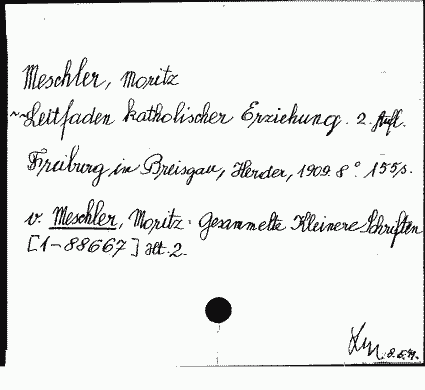 Meschler, Moritz
~~Leitfaden katholischer Erziehung. 2. Aufl.
Freiburg in Breisgau, Herder, 1909. 8° 155 s.
v. Meschler, Moritz: Gesammelte Kleinere Schriften
[1-88667] Ht. 2.